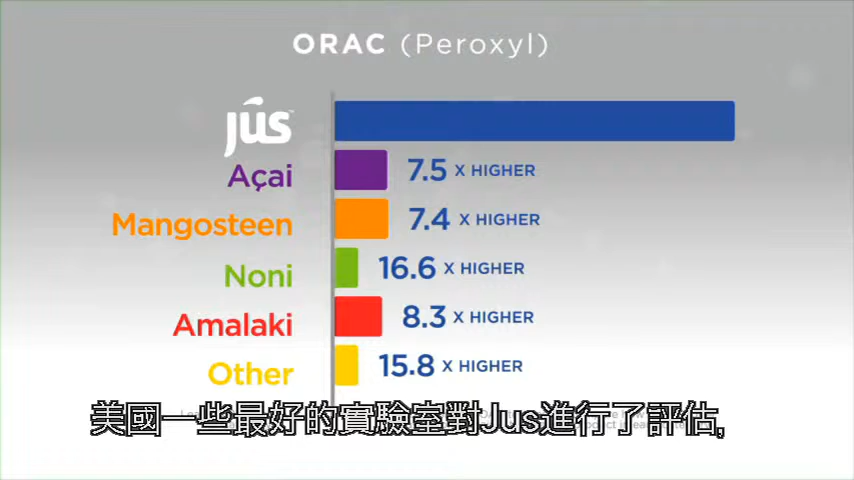 ORAC (Peroxyl)
jūs™
Açai 7.5 X HIGHER
Mangosteen 7.4 X HIGHER
Noni 16.6 X HIGHER
Amalaki 8.3 X HIGHER
Other 15.8 X HIGHER
美國一些最好的實驗室對Jus進行了評估,